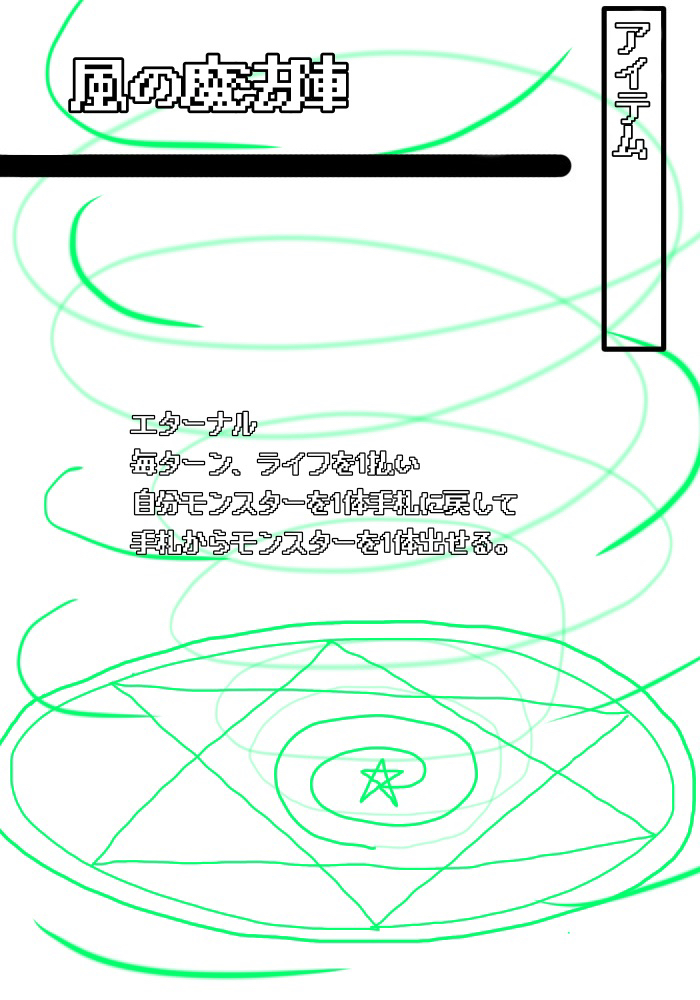 風の魔方陣
アイテム
エターナル
毎ターン、ライフを1払い
自分モンスターを1体手札に戻して
手札からモンスターを1体出せる。